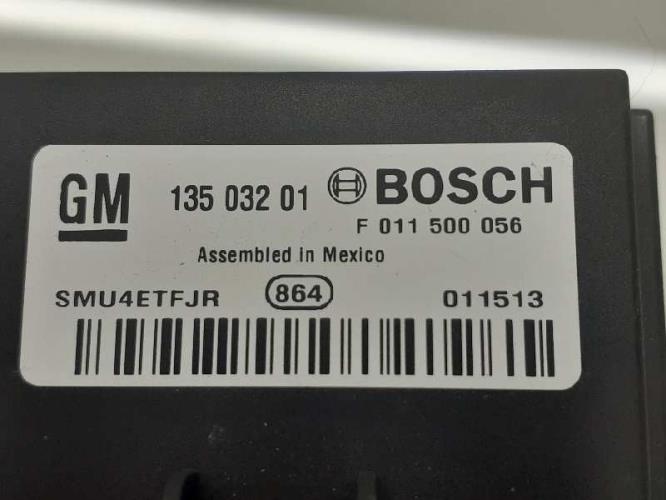 GM 135 032 01 BOSCH
F 011 500 056
Assembled in Mexico
SMU4ETFJR 864 011513